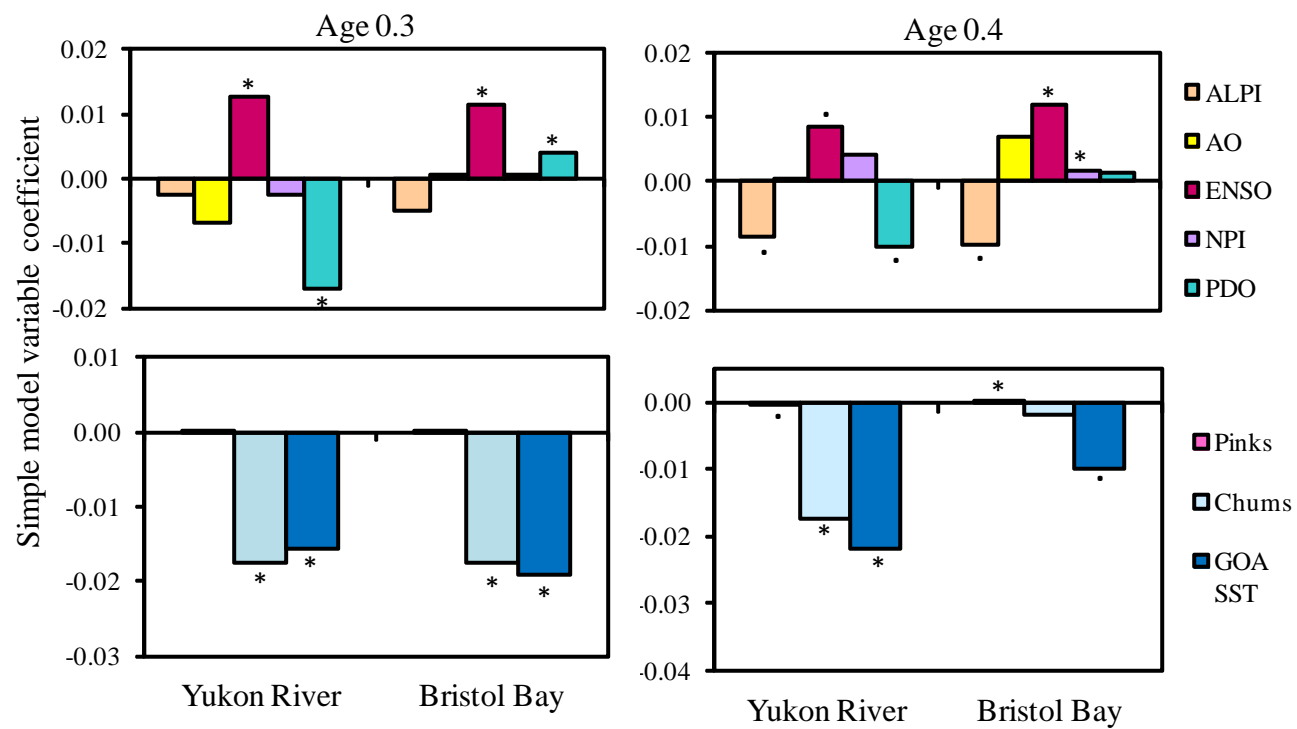 Age 0.3
Age 0.4
Simple model variable coefficient
0.02
0.01
0.00
-0.01
-0.02
* * *
*
0.02
0.01
0.00
-0.01
-0.02
* *
ALPI
AO
ENSO
NPI
PDO
0.01
0.00
-0.01
-0.02
-0.03
* * * *
Yukon River
Bristol Bay
0.00
-0.01
-0.02
-0.03
-0.04
* * *
Yukon River
Bristol Bay
Pinks
Chums
GOA
SST